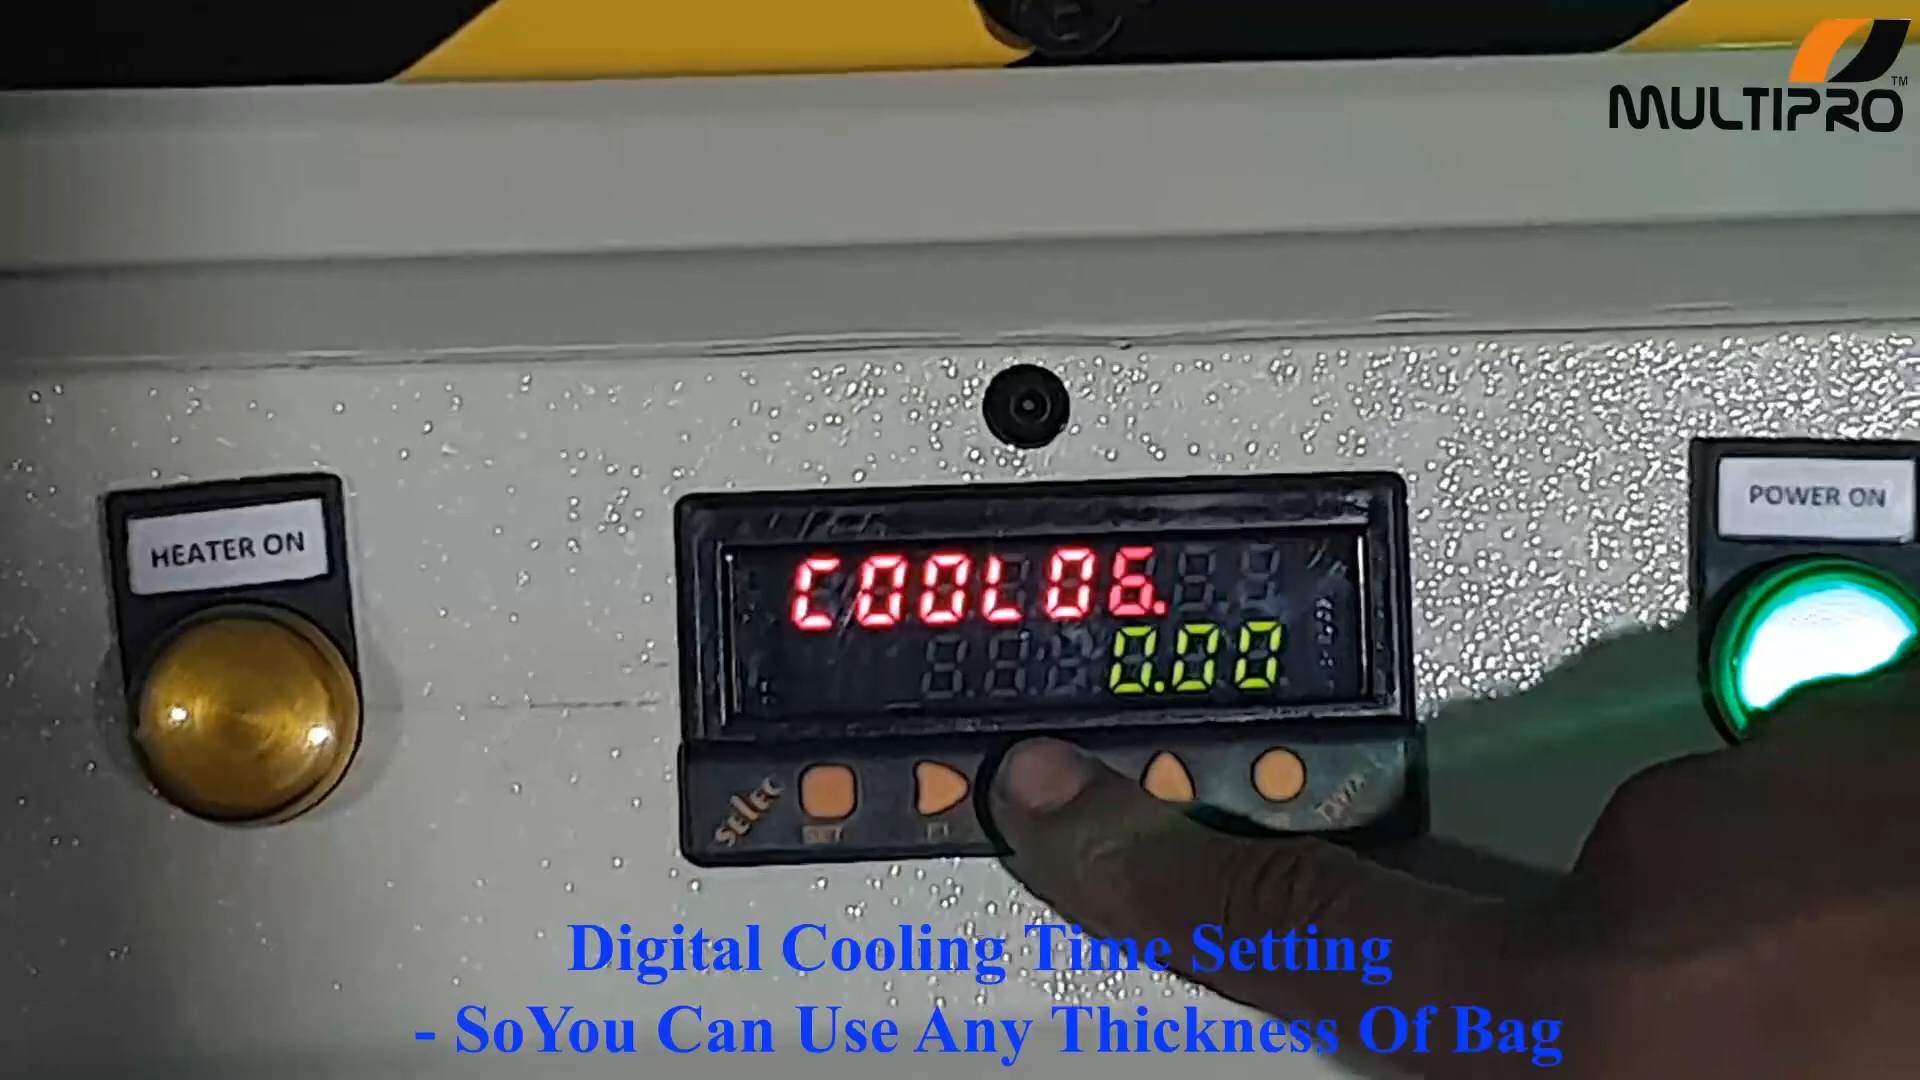 MULTIPRO
TM
HEATER ON
POWER ON
COOL06.
0.00
selec
SET
Digital Cooling Time Setting
- SoYou Can Use Any Thickness Of Bag